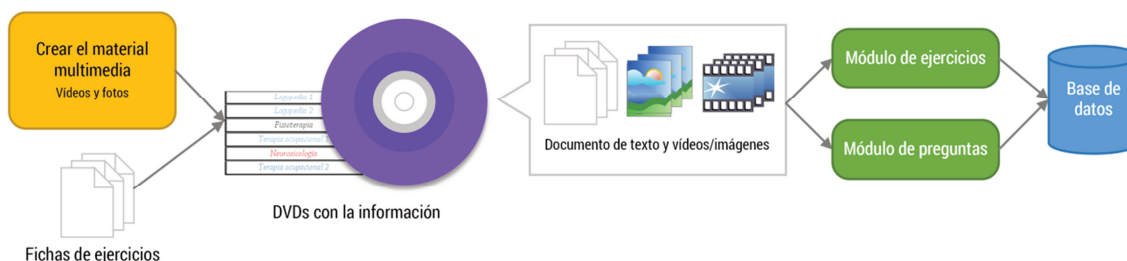 Crear el material
multimedia
Vídeos y fotos
Fichas de ejercicios
Logopedia 1
Logopedia 2
Fisioterapia
Terapia ocupacional 1
Neurosicología
Terapia ocupacional 2
DVDs con la información
Documento de texto y vídeos/imágenes
Módulo de ejercicios
Módulo de preguntas
Base de
datos